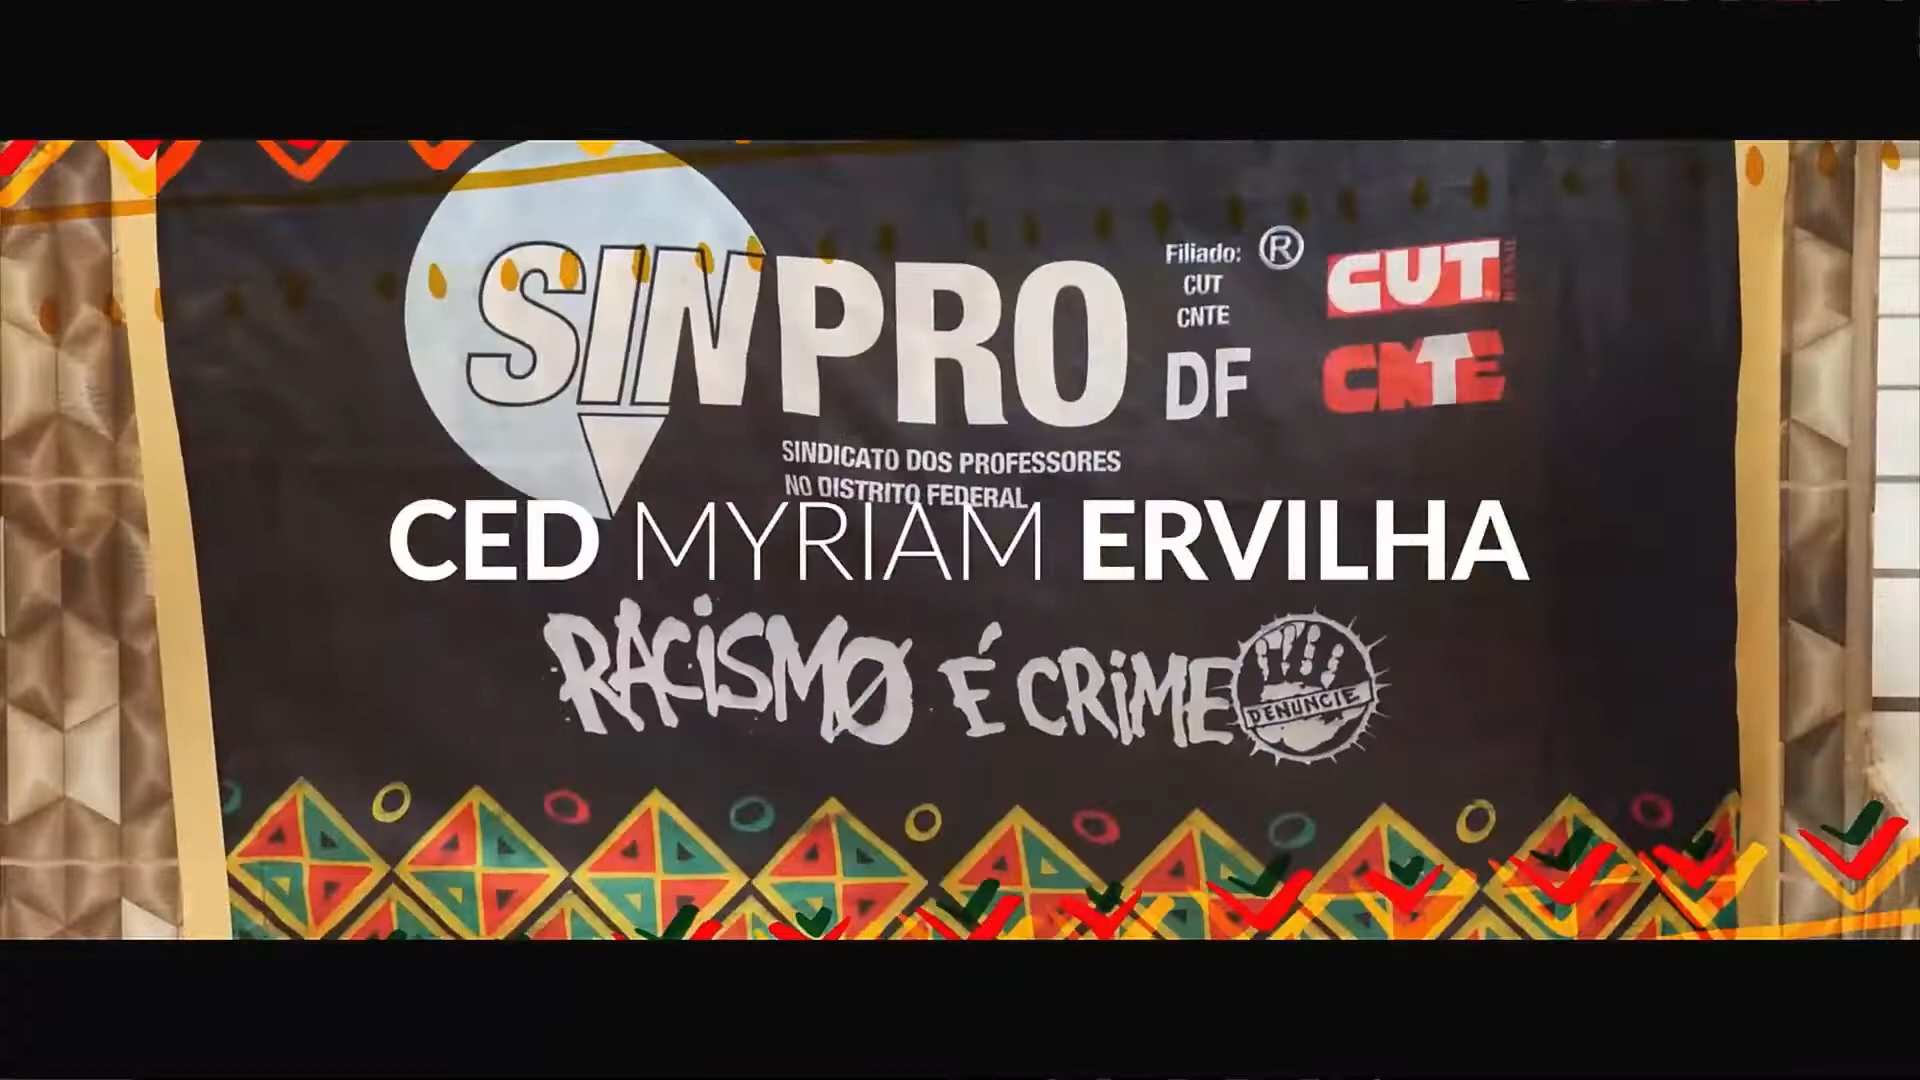 SINPRO
Filiado: ®
CUT
CNTE
DF
CUT
CNTE
SINDICATO DOS PROFESSORES
NO DISTRITO FEDERAL
CED MYRIAM ERVILHA
RACISMO É CRIME
DENUNCIE